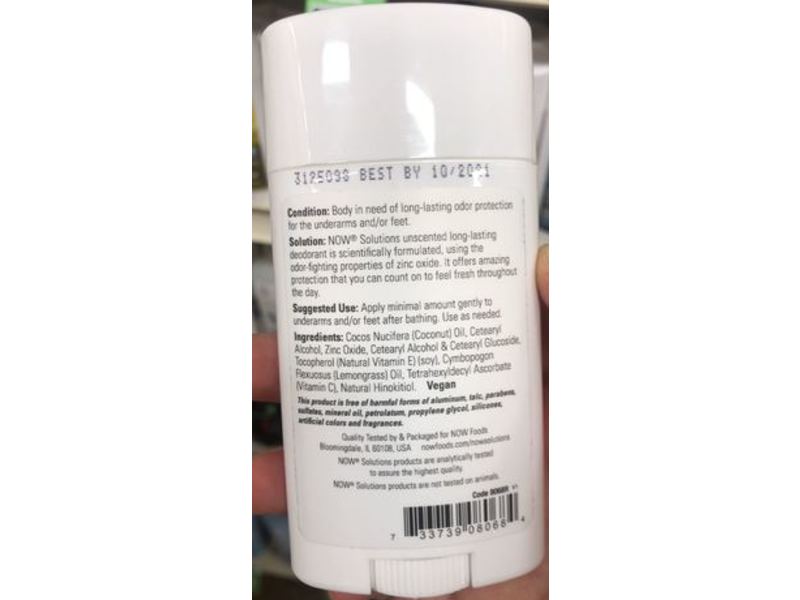 3125093 BEST BY 10/2021
Condition: Body in need of long-lasting odor protection
for the underarms and/or feet.
Solution: NOW® Solutions unscented long-lasting
deodorant is scientifically formulated, using the
odor-fighting properties of zinc oxide. It offers amazing
protection that you can count on to feel fresh throughout
the day.
Suggested Use: Apply minimal amount gently to
underarms and/or feet after bathing. Use as needed.
Ingredients: Cocos Nucifera (Coconut) Oil, Cetearyl
Alcohol, Zinc Oxide, Cetearyl Alcohol & Cetearyl Glucoside,
Tocopherol (Natural Vitamin E) (soy), Cymbopogon
Flexuosus (Lemongrass) Oil, Tetrahexyldecyl Ascorbate
(Vitamin C), Natural Hinokitiol. Vegan
This product is free of harmful forms of aluminum, talc, parabens,
sulfates, mineral oil, petrolatum, propylene glycol, silicones,
artificial colors and fragrances.
Quality Tested by & Packaged for NOW Foods
Bloomingdale, IL 60108, USA nowfoods.com/nowsolutions
NOW® Solutions products are analytically tested
to assure the highest quality.
NOW® Solutions products are not tested on animals.
Code V1
7 33739 08068 4